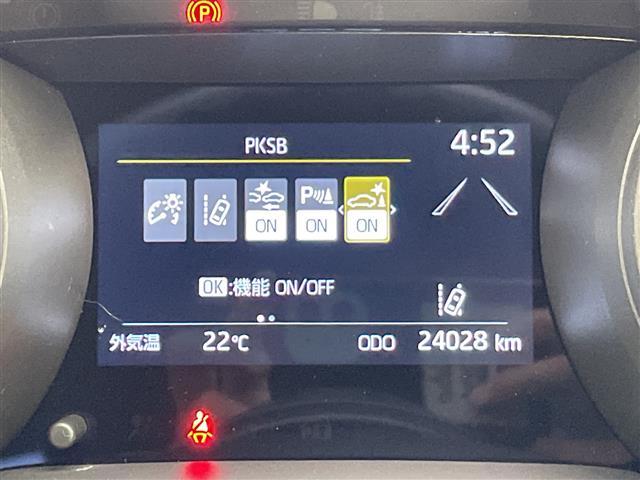 P
PKSB
4:52
P
ON ON ON
OK:機能 ON/OFF
外気温 22℃ ODO 24028 km